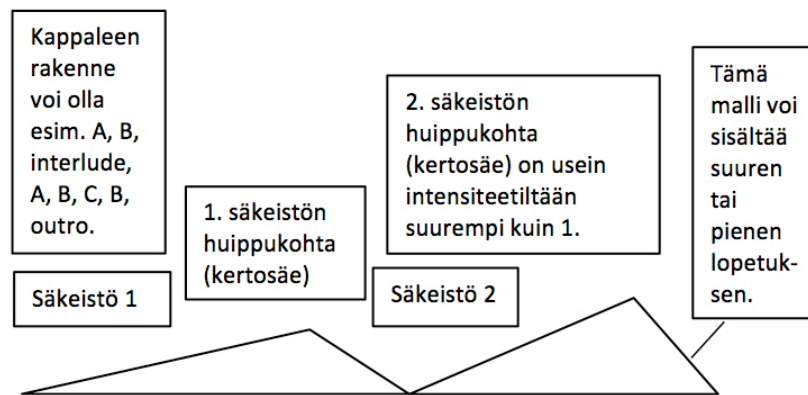 Kappaleen
rakenne
voi olla
esim. A, B,
interlude,
A, B, C, B,
outro.
Säkeistö 1
1. säkeistön
huippukohta
(kertosäe)
2. säkeistön
huippukohta
(kertosäe) on usein
intensiteetiltään
suurempi kuin 1.
Säkeistö 2
Tämä
malli voi
sisältää
suuren
tai
pienen
lopetuk-
sen.